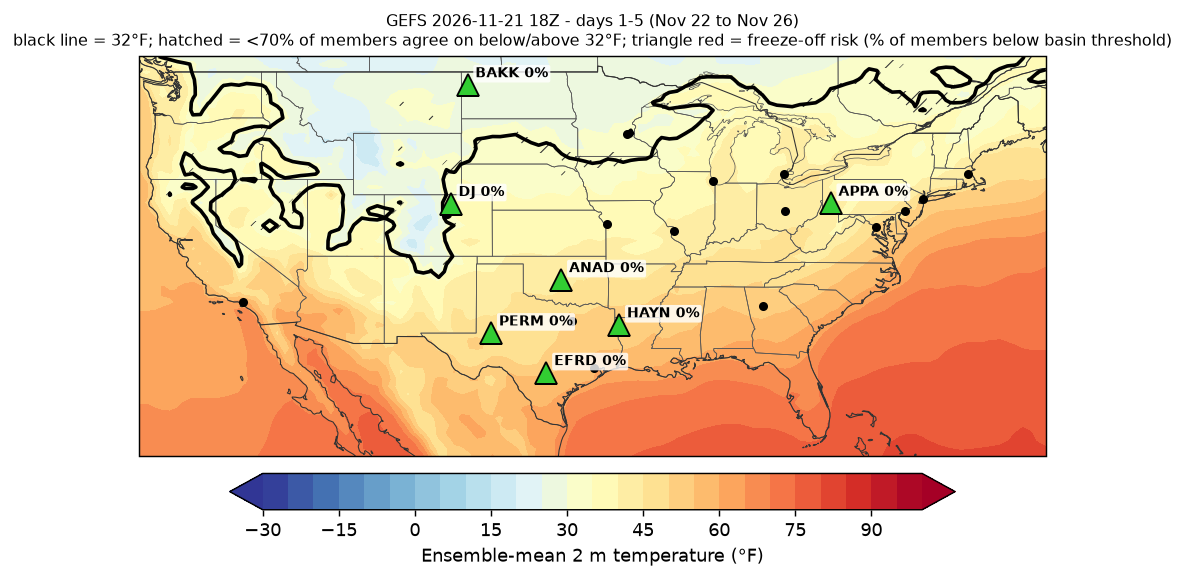 GEFS 2026-11-21 18Z - days 1-5 (Nov 22 to Nov 26)
black line = 32°F; hatched = <70% of members agree on below/above 32°F; triangle red = freeze-off risk (% of members below basin threshold)
BAKK 0%
DJ 0%
APPA 0%
ANAD 0%
HAYN 0%
PERM 0%
EFRD 0%
−30 −15 0 15 30 45 60 75 90
Ensemble-mean 2 m temperature (°F)